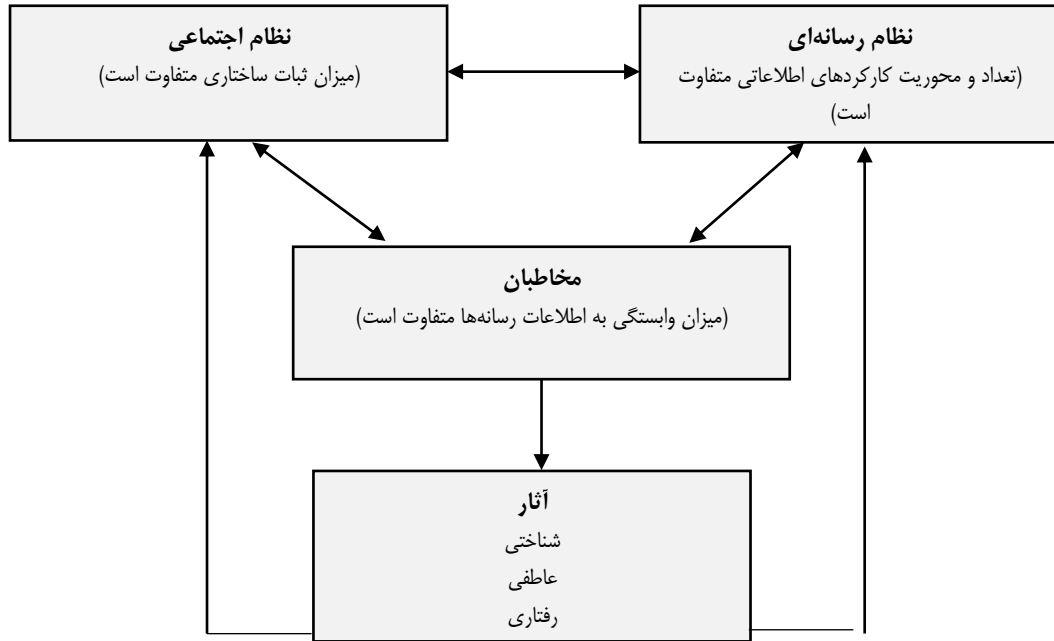 نظام رسانه‌ای
(تعداد و محوریت کارکردهای اطلاعاتی متفاوت
است)
نظام اجتماعی
(میزان ثبات ساختاری متفاوت است)
مخاطبان
(میزان وابستگی به اطلاعات رسانه‌ها متفاوت است)
آثار
شناختی
عاطفی
رفتاری